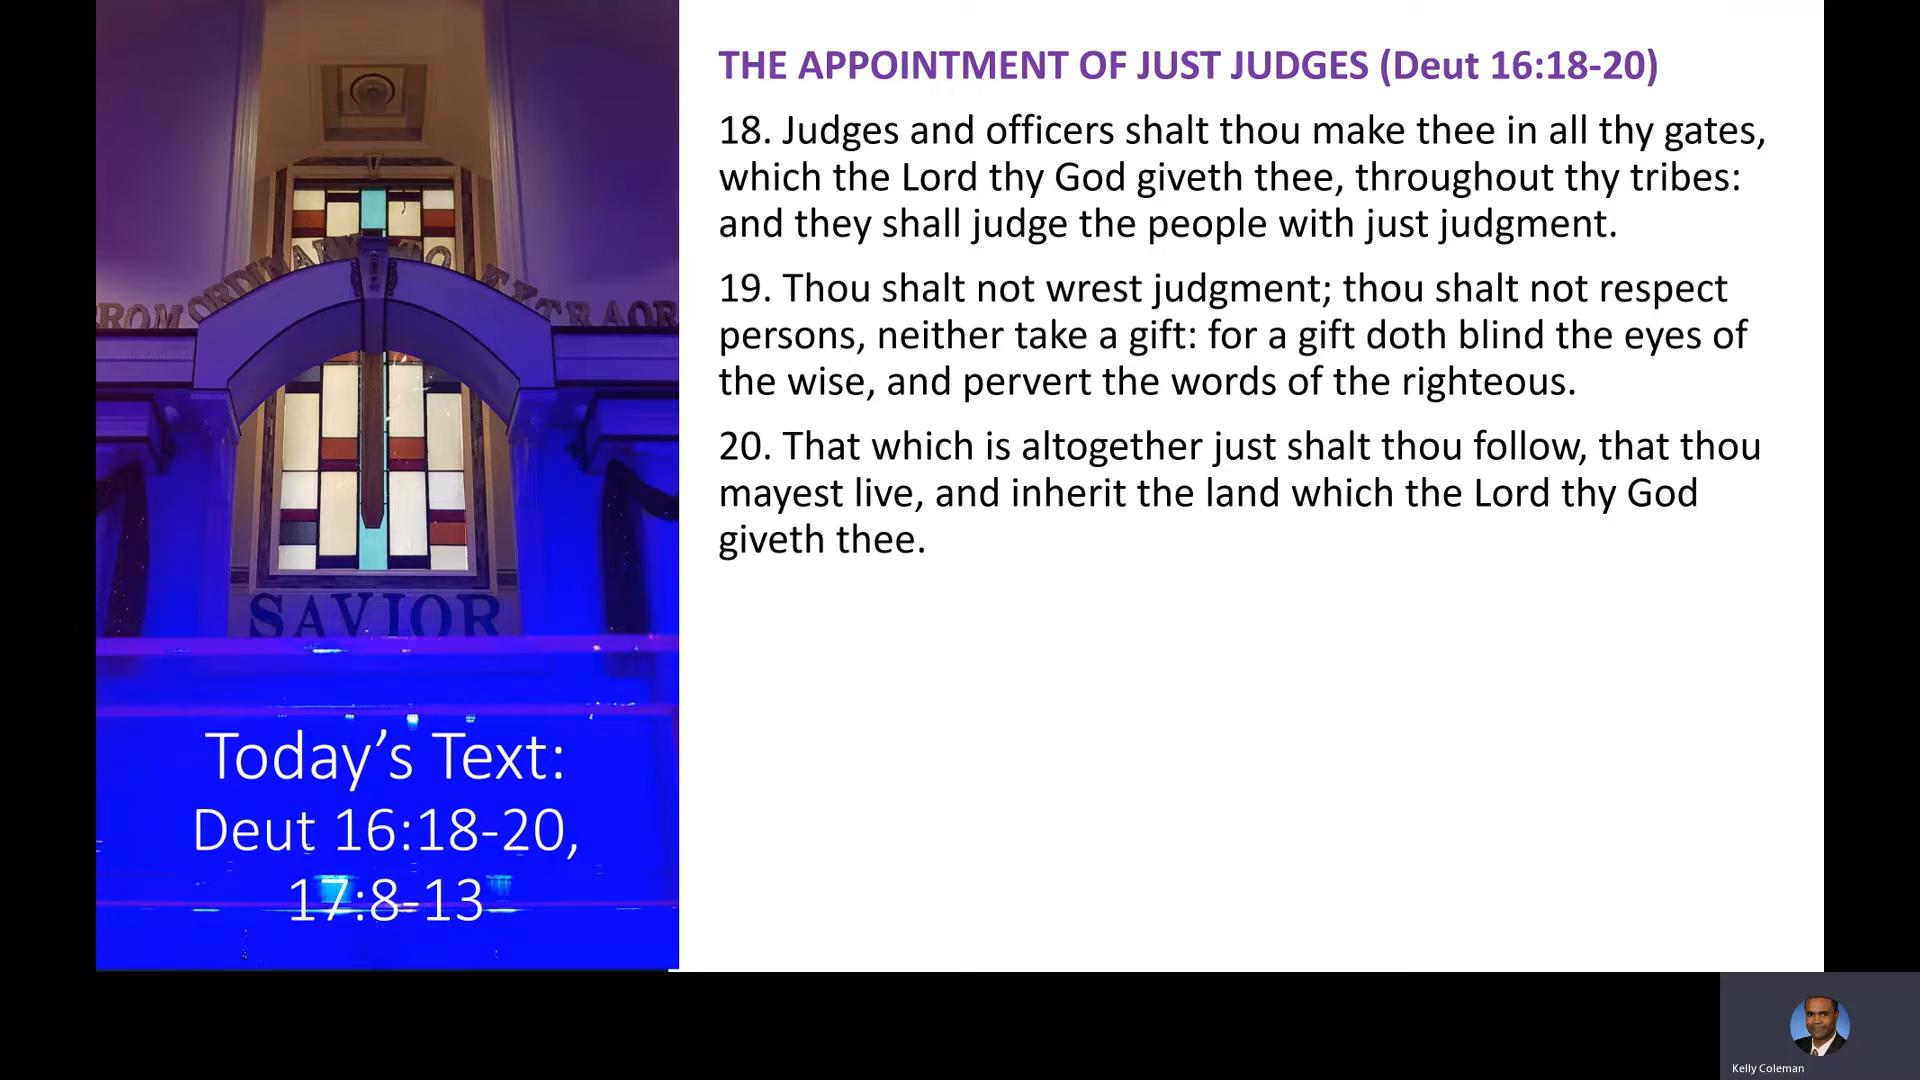 FROM ORDINARY TO EXTRAOR
SAVIOR
Today’s Text:
Deut 16:18-20,
17:8-13
THE APPOINTMENT OF JUST JUDGES (Deut 16:18-20)
18. Judges and officers shalt thou make thee in all thy gates,
which the Lord thy God giveth thee, throughout thy tribes:
and they shall judge the people with just judgment.
19. Thou shalt not wrest judgment; thou shalt not respect
persons, neither take a gift: for a gift doth blind the eyes of
the wise, and pervert the words of the righteous.
20. That which is altogether just shalt thou follow, that thou
mayest live, and inherit the land which the Lord thy God
giveth thee.
Kelly Coleman